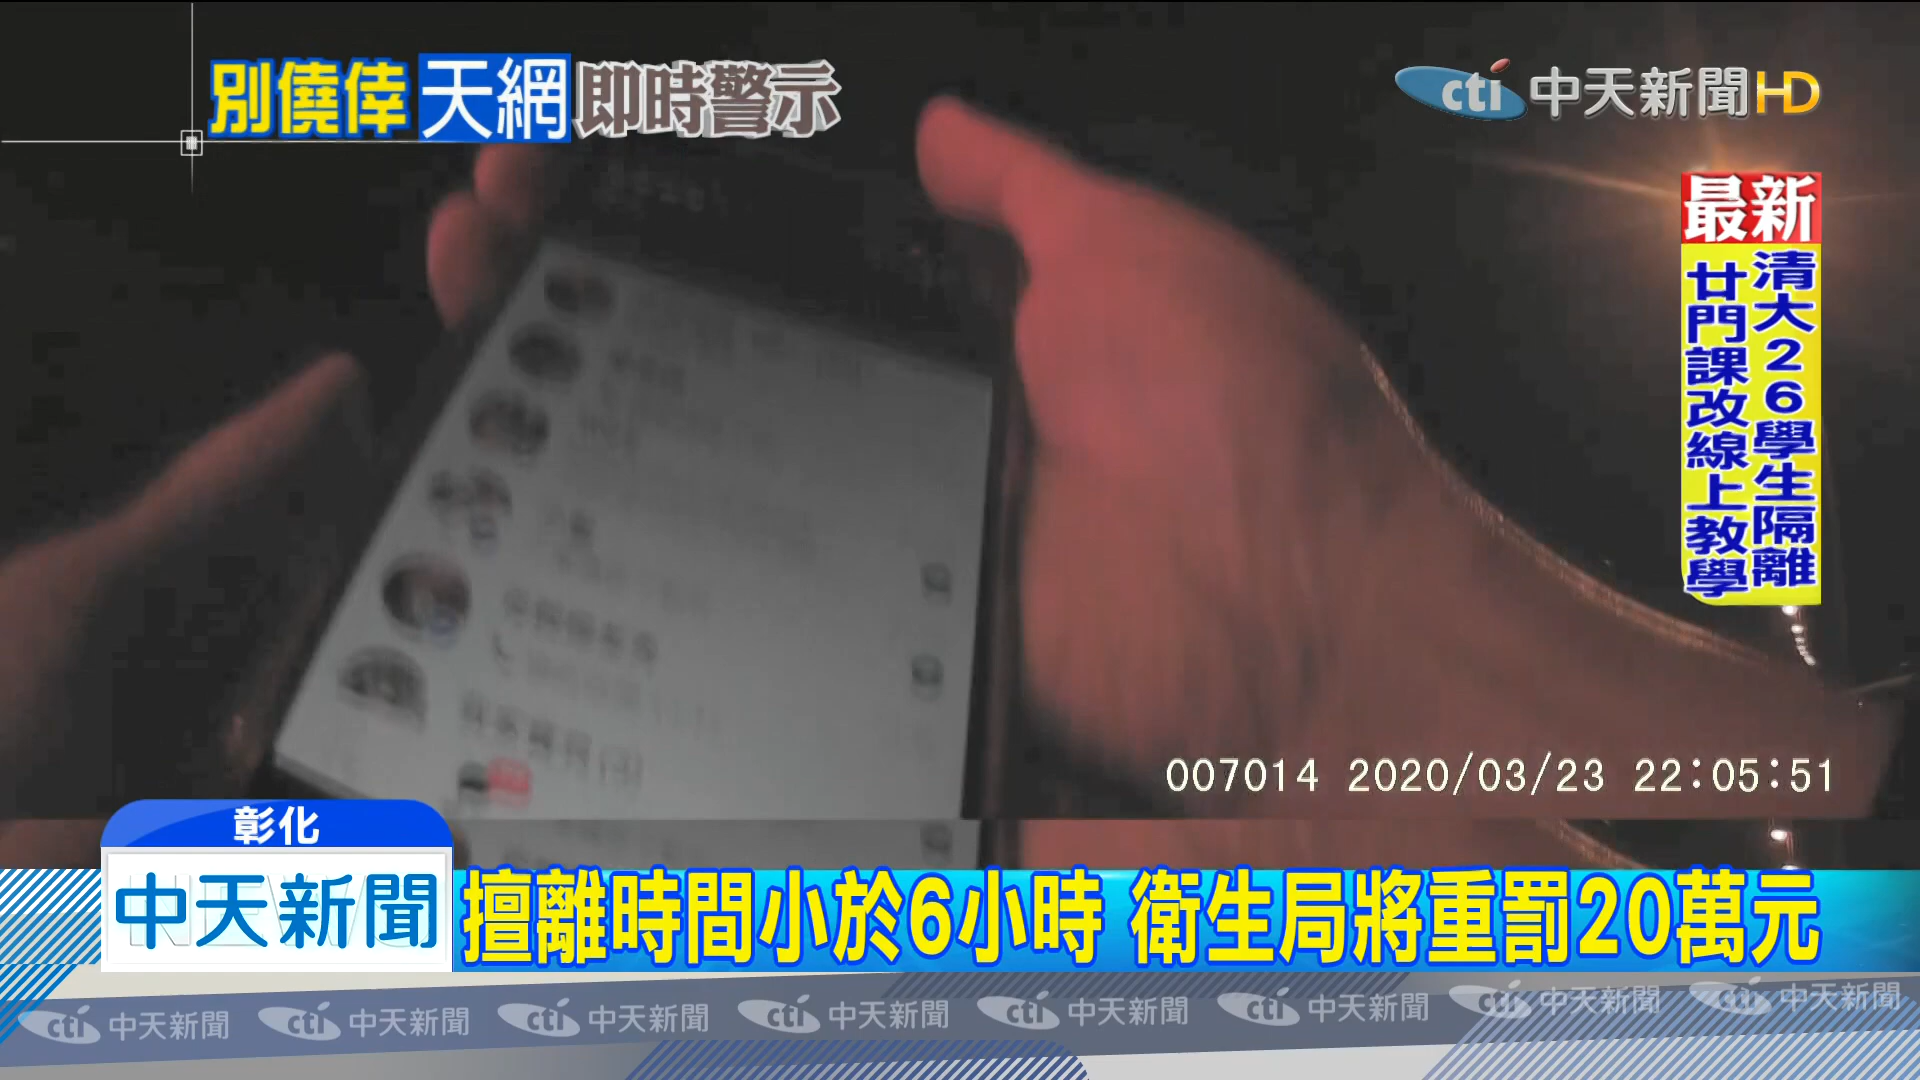 別僥倖天網即時警示
cti 中天新聞HD
最新
清大26學生隔離
廿門課改線上教學
007014 2020/03/23 22:05:51
彰化
中天新聞
擅離時間小於6小時 衛生局將重罰20萬元
cti 中天新聞 cti 中天新聞 cti 中天新聞 cti 中天新聞 cti 中天新聞 cti 中天新聞 cti 中天新聞 cti 中天新聞